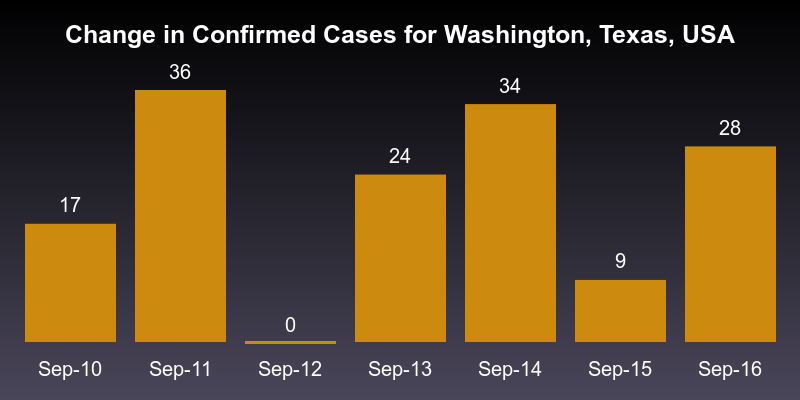 Change in Confirmed Cases for Washington, Texas, USA
17
36
0
24
34
9
28
Sep-10
Sep-11
Sep-12
Sep-13
Sep-14
Sep-15
Sep-16